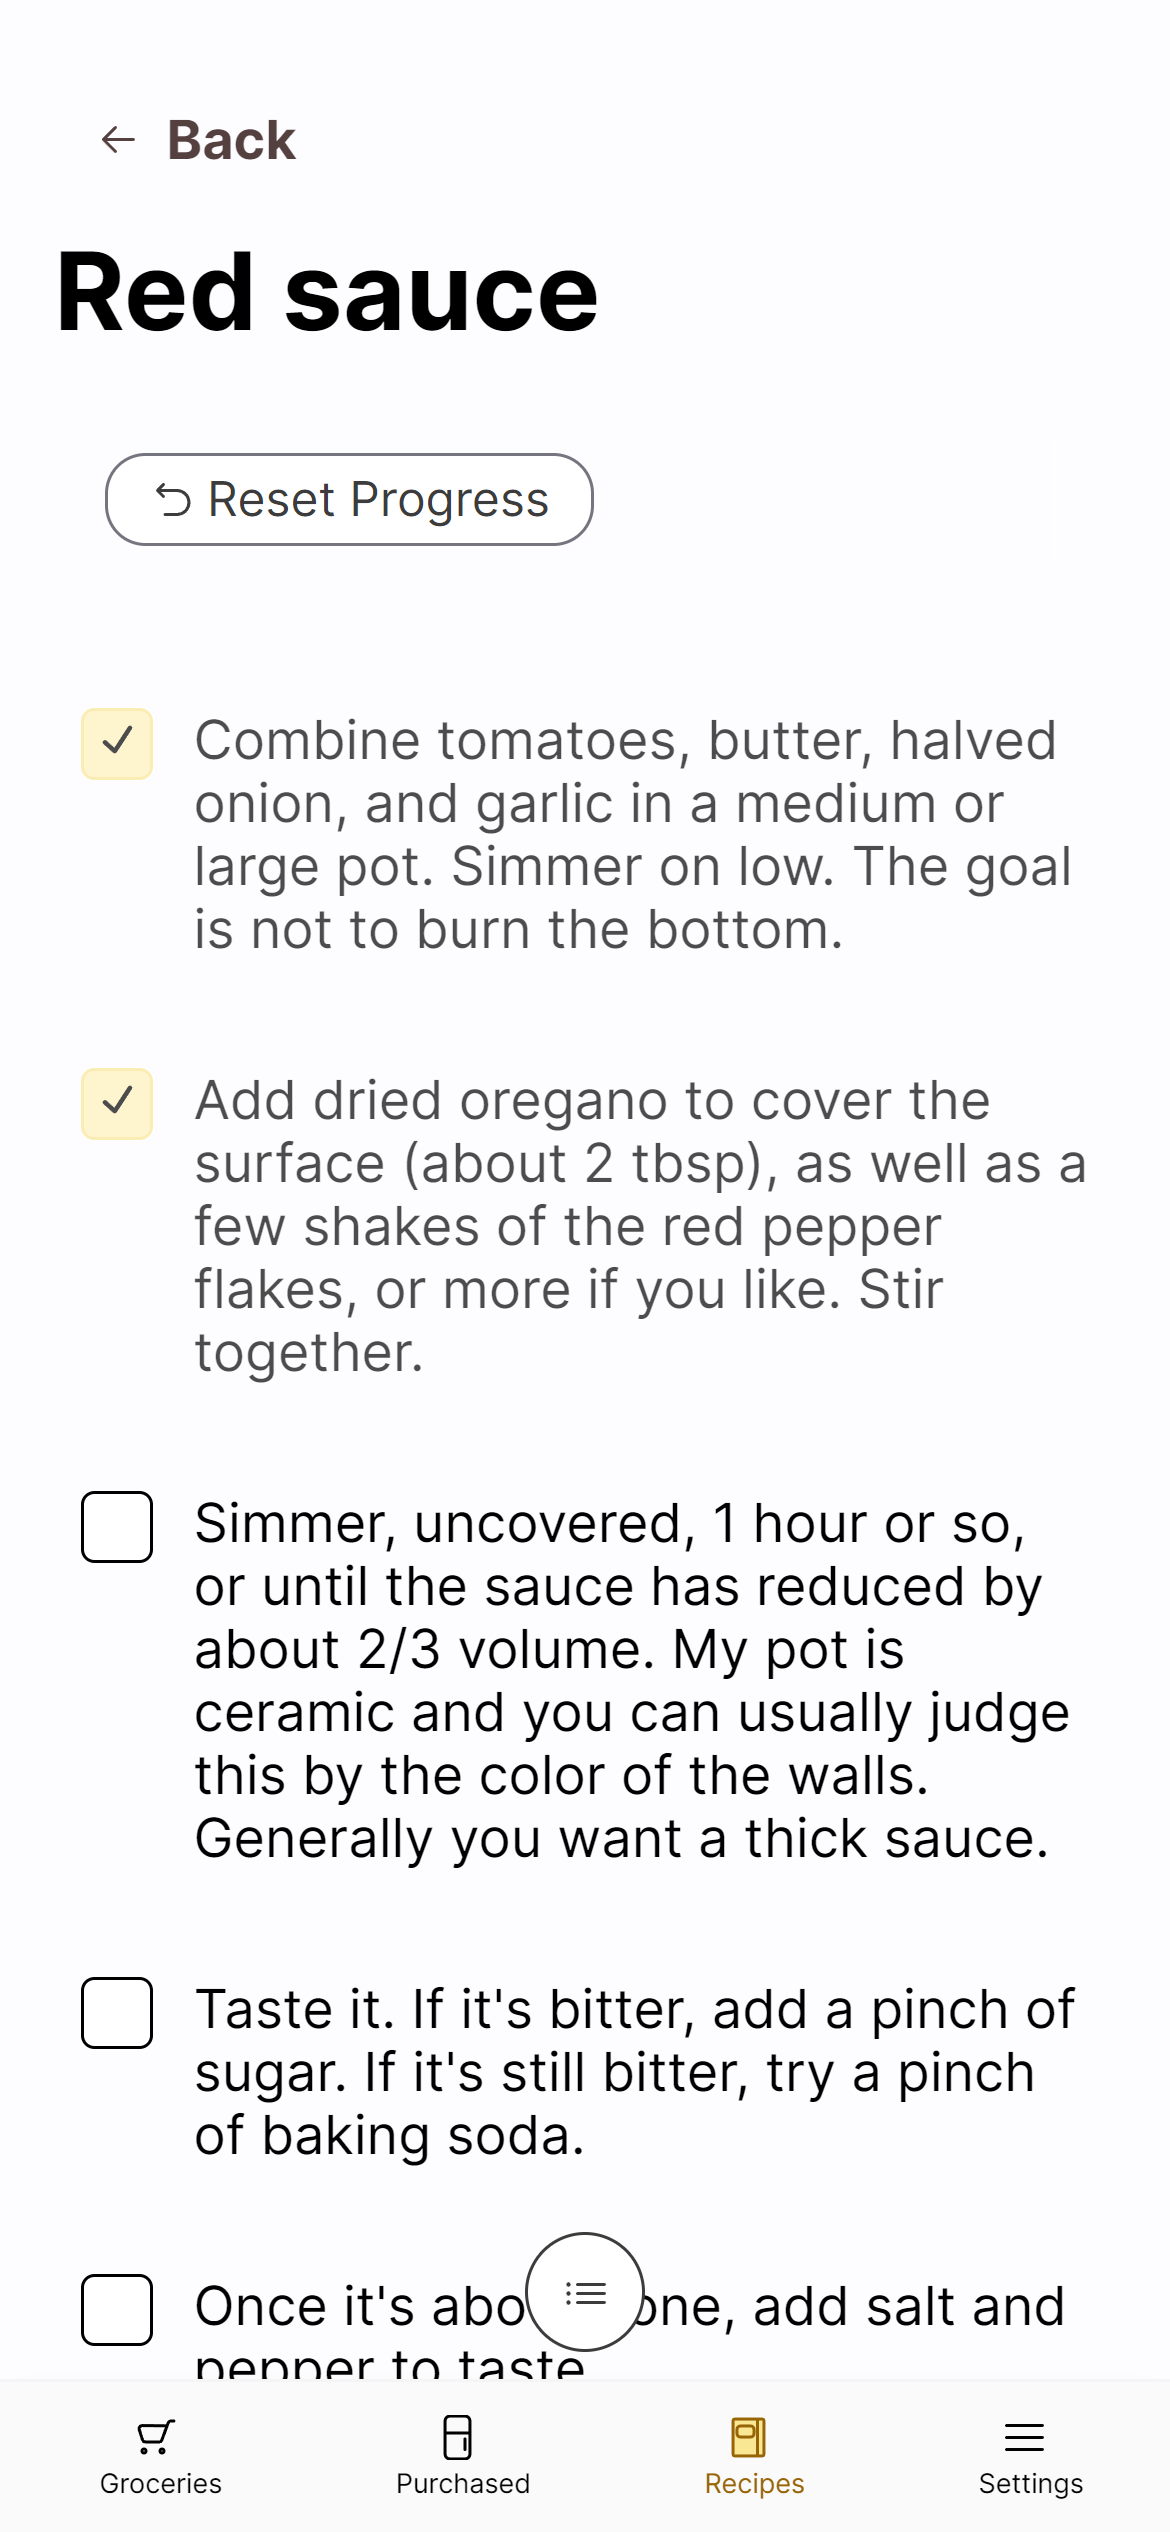 Back
Red sauce
Reset Progress
Combine tomatoes, butter, halved
onion, and garlic in a medium or
large pot. Simmer on low. The goal
is not to burn the bottom.
Add dried oregano to cover the
surface (about 2 tbsp), as well as a
few shakes of the red pepper
flakes, or more if you like. Stir
together.
Simmer, uncovered, 1 hour or so,
or until the sauce has reduced by
about 2/3 volume. My pot is
ceramic and you can usually judge
this by the color of the walls.
Generally you want a thick sauce.
Taste it. If it's bitter, add a pinch of
sugar. If it's still bitter, try a pinch
of baking soda.
Once it's add salt and
pepper to taste
Groceries
Purchased
Recipes
Settings